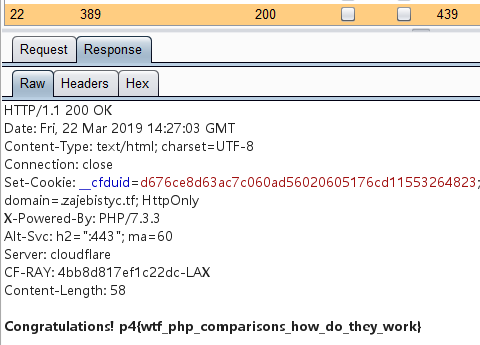 22 389 200 439
Request Response
Raw Headers Hex
HTTP/1.1 200 OK
Date: Fri, 22 Mar 2019 14:27:03 GMT
Content-Type: text/html; charset=UTF-8
Connection: close
Set-Cookie: __cfduid=d676ce8d63ac7c060ad56020605176cd11553264823;
domain=.zajebistyc.tf; HttpOnly
X-Powered-By: PHP/7.3.3
Alt-Svc: h2=":443"; ma=60
Server: cloudflare
CF-RAY: 4bb8d817ef1c22dc-LAX
Content-Length: 58
Congratulations! p4{wtf_php_comparisons_how_do_they_work}